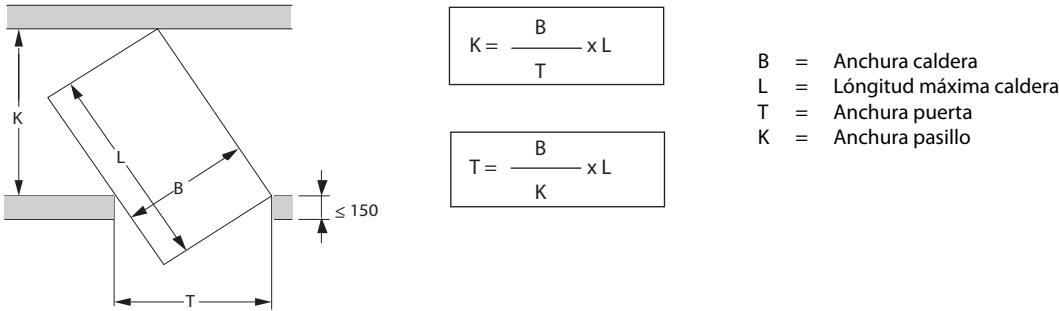 K
L
B
T
≤ 150
K = B / T x L
T = B / K x L
B = Anchura caldera
L = Lóngitud máxima caldera
T = Anchura puerta
K = Anchura pasillo